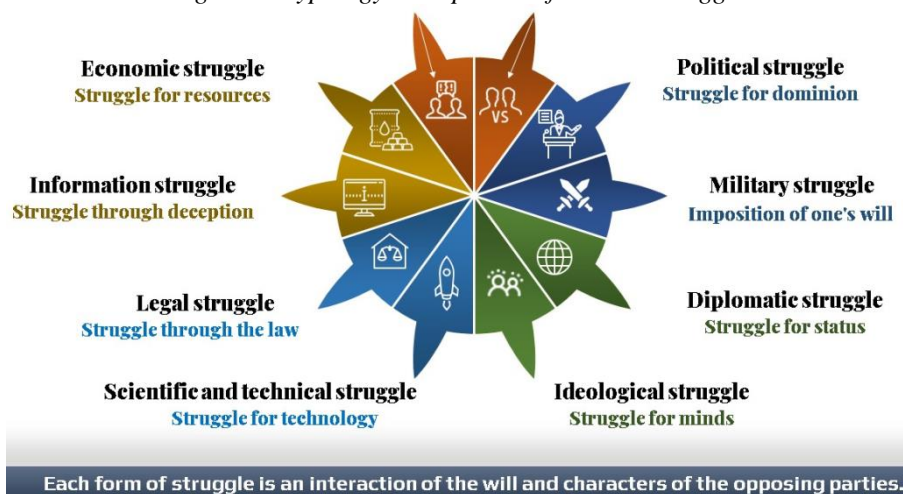 Economic struggle
Struggle for resources
Political struggle
Struggle for dominion
VS
Information struggle
Struggle through deception
Military struggle
Imposition of one's will
Legal struggle
Struggle through the law
Diplomatic struggle
Struggle for status
Scientific and technical struggle
Struggle for technology
Ideological struggle
Struggle for minds
Each form of struggle is an interaction of the will and characters of the opposing parties.